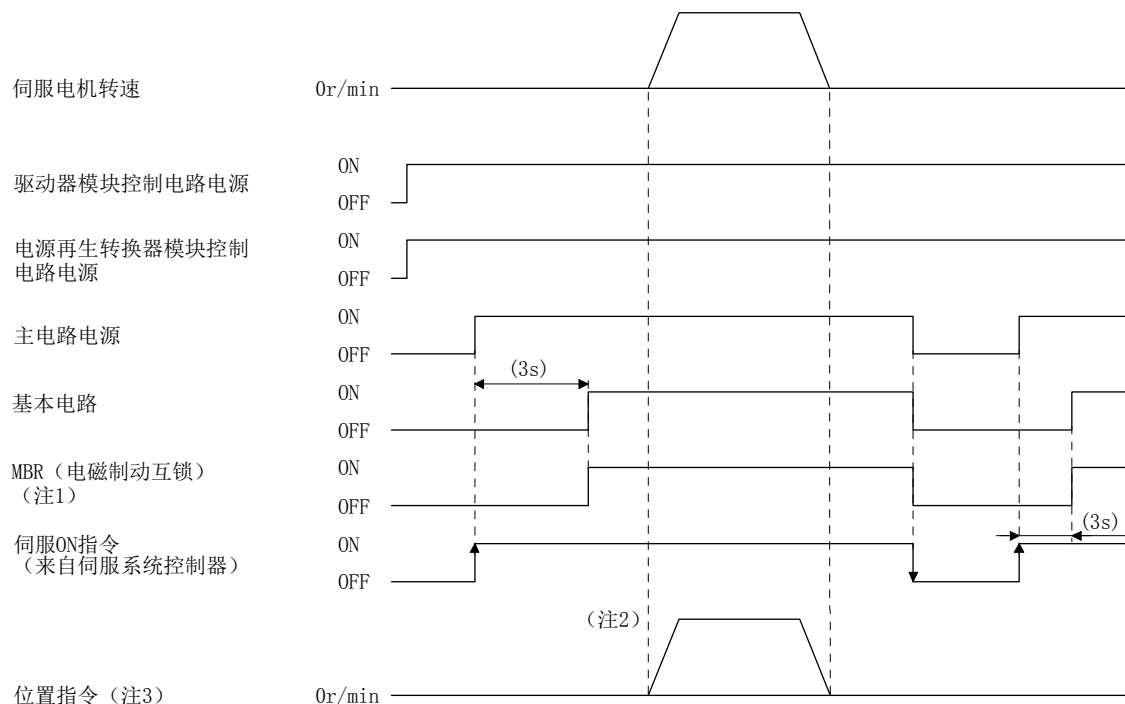 伺服电机转速 0r/min
驱动器模块控制电路电源 ON
OFF
电源再生转换器模块控制
电路电源 ON
OFF
主电路电源 ON
OFF
(3s)
基本电路 ON
OFF
MBR（电磁制动互锁）
（注1） ON
OFF
(3s)
伺服ON指令
（来自伺服系统控制器） ON
OFF
（注2）
位置指令（注3） 0r/min